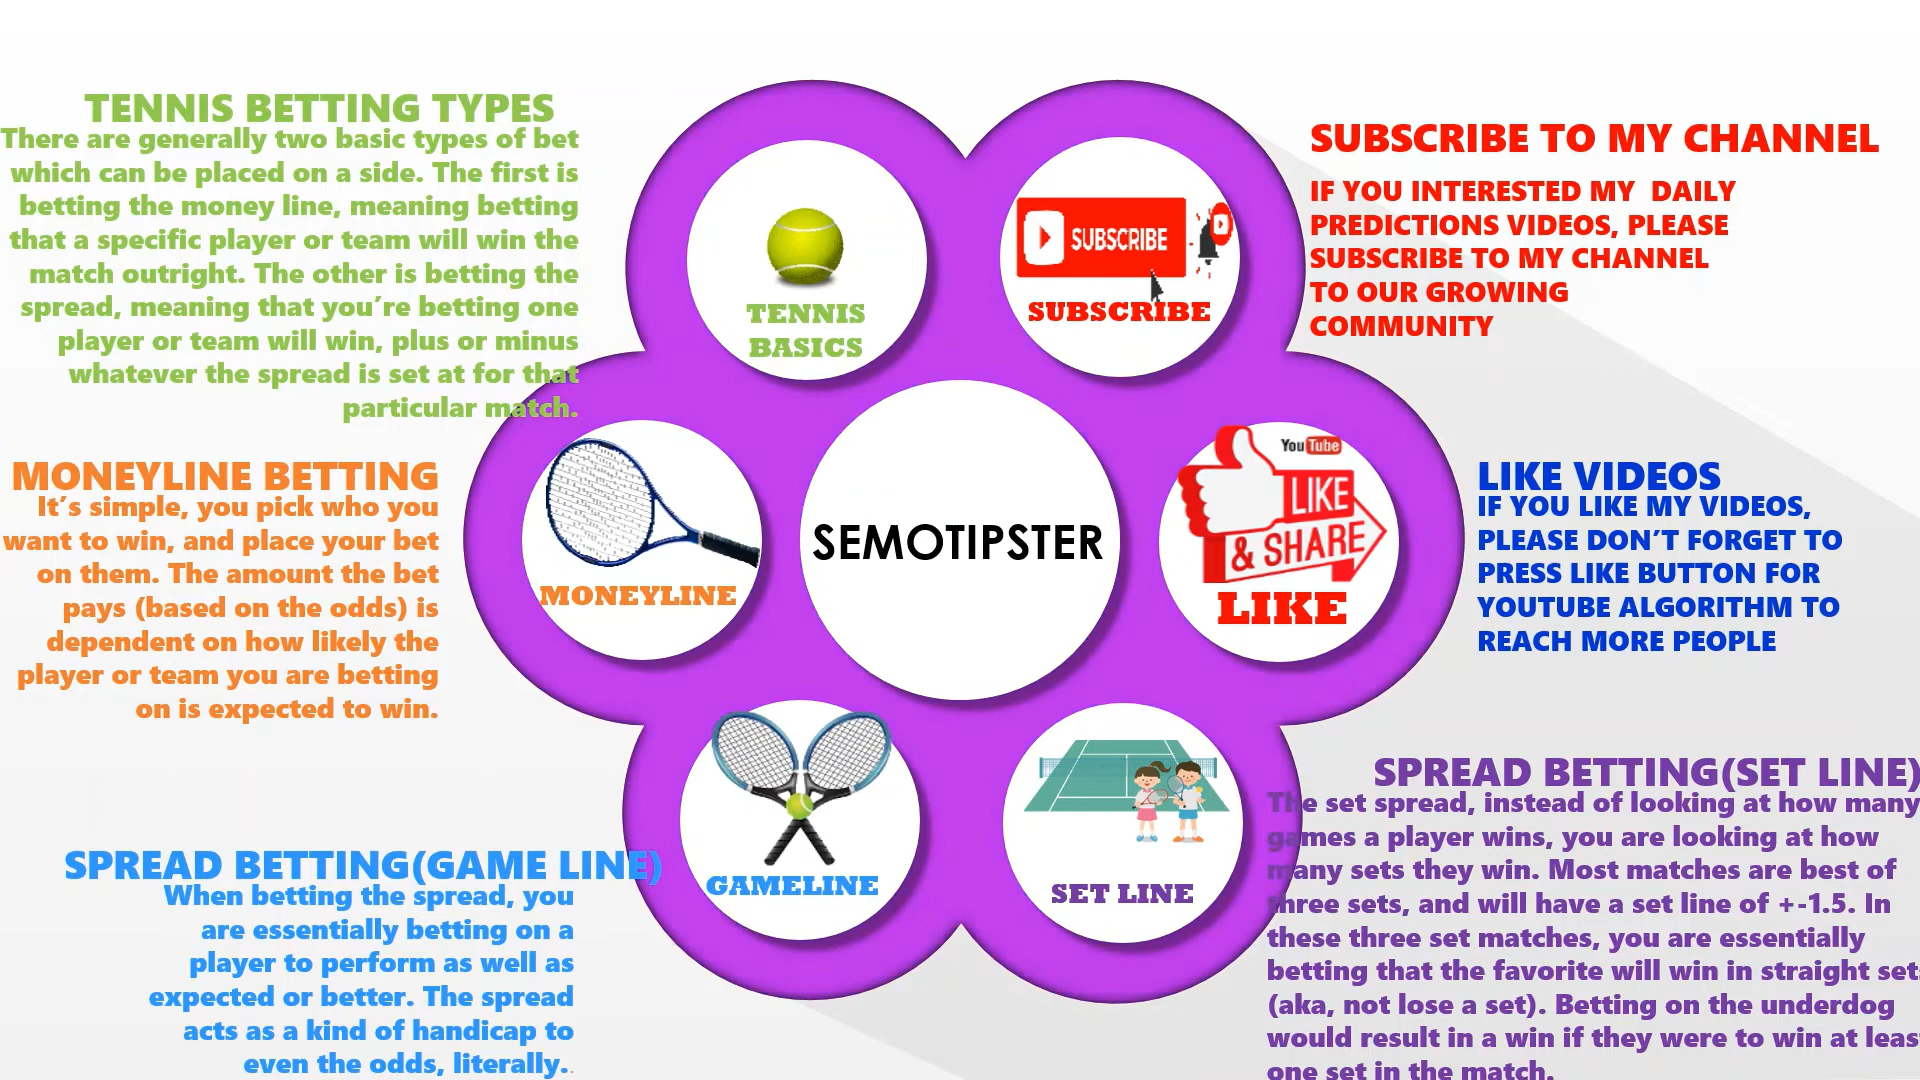 TENNIS BETTING TYPES
There are generally two basic types of bet
which can be placed on a side. The first is
betting the money line, meaning betting
that a specific player or team will win the
match outright. The other is betting the
spread, meaning that you’re betting one
player or team will win, plus or minus
whatever the spread is set at for that
particular match.
MONEYLINE BETTING
It’s simple, you pick who you
want to win, and place your bet
on them. The amount the bet
pays (based on the odds) is
dependent on how likely the
player or team you are betting
on is expected to win.
SPREAD BETTING(GAME LINE)
When betting the spread, you
are essentially betting on a
player to perform as well as
expected or better. The spread
acts as a kind of handicap to
even the odds, literally..
TENNIS
BASICS
SUBSCRIBE
SUBSCRIBE
MONEYLINE
SEMOTIPSTER
YouTube
LIKE
& SHARE
LIKE
GAMELINE
SET LINE
SUBSCRIBE TO MY CHANNEL
IF YOU INTERESTED MY  DAILY
PREDICTIONS VIDEOS, PLEASE
SUBSCRIBE TO MY CHANNEL
TO OUR GROWING
COMMUNITY
LIKE VIDEOS
IF YOU LIKE MY VIDEOS,
PLEASE DON’T FORGET TO
PRESS LIKE BUTTON FOR
YOUTUBE ALGORITHM TO
REACH MORE PEOPLE
SPREAD BETTING(SET LINE)
The set spread, instead of looking at how many
games a player wins, you are looking at how
many sets they win. Most matches are best of
three sets, and will have a set line of +-1.5. In
these three set matches, you are essentially
betting that the favorite will win in straight sets
(aka, not lose a set). Betting on the underdog
would result in a win if they were to win at least
one set in the match.